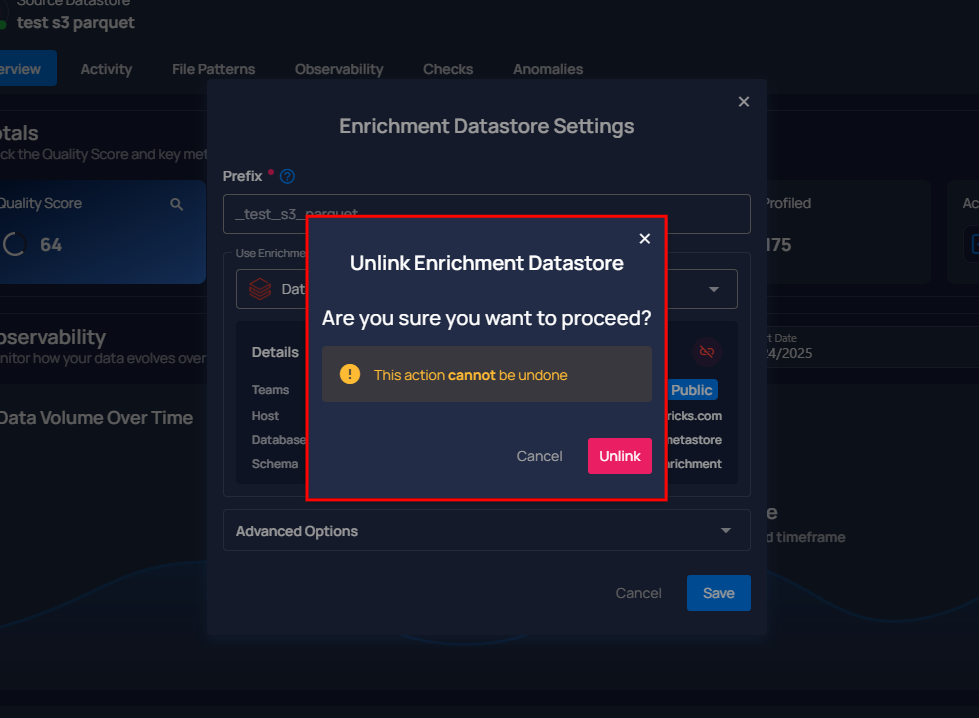 Source Datastore
test s3 parquet
erview
Activity
File Patterns
Observability
Checks
Anomalies
Enrichment Datastore Settings
otals
ck the Quality Score and key met
Prefix
_test_s3_parquet
Quality Score
64
Profiled
175
Ac
Use Enrichme
Dat
Unlink Enrichment Datastore
Are you sure you want to proceed?
This action cannot be undone
Cancel
Unlink
bservability
nitor how your data evolves over
rt Date
24/2025
Details
Teams
Public
Host
ricks.com
Database
metastore
Schema
nrichment
Data Volume Over Time
e
d timeframe
Advanced Options
Cancel
Save